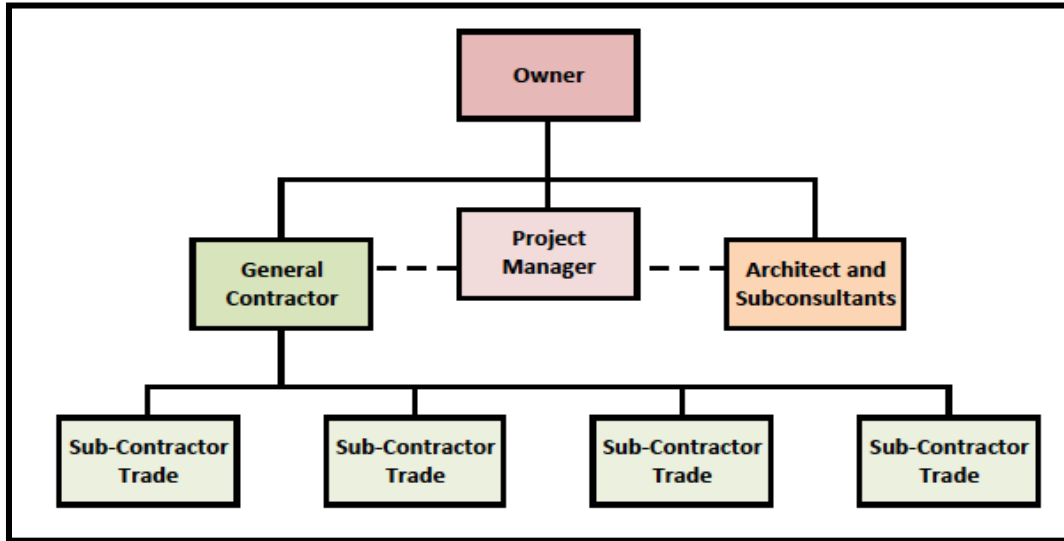 Owner
Project
Manager
General
Contractor
Architect and
Subconsultants
Sub-Contractor
Trade
Sub-Contractor
Trade
Sub-Contractor
Trade
Sub-Contractor
Trade